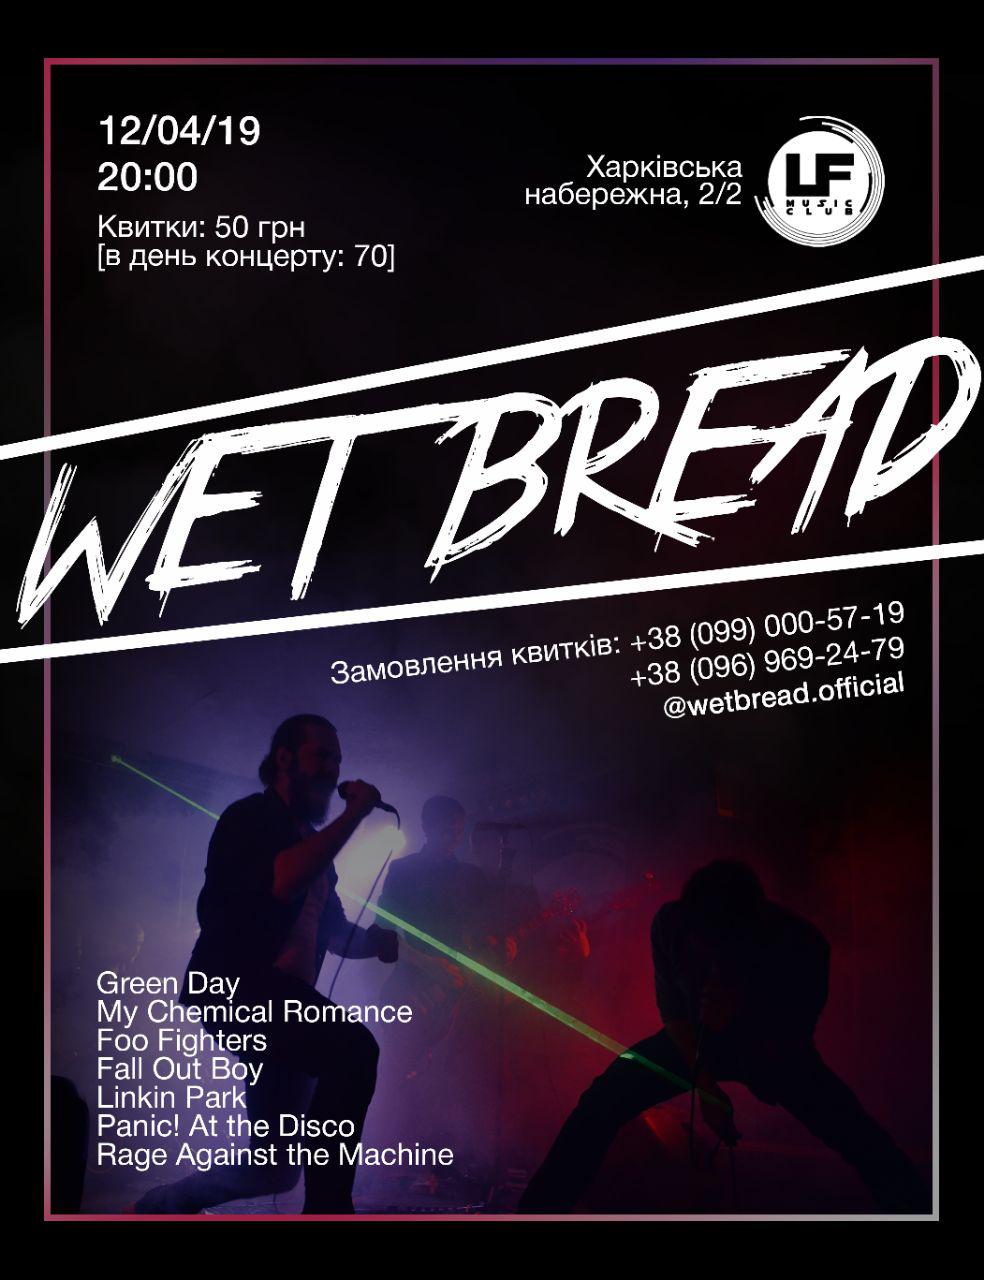 12/04/19
20:00
Квитки: 50 грн
[в день концерту: 70]
Харківська
набережна, 2/2
LF
MUSIC
CLUB
WET BREAD
Замовлення квитків: +38 (099) 000-57-19
+38 (096) 969-24-79
@wetbread.official
Green Day
My Chemical Romance
Foo Fighters
Fall Out Boy
Linkin Park
Panic! At the Disco
Rage Against the Machine